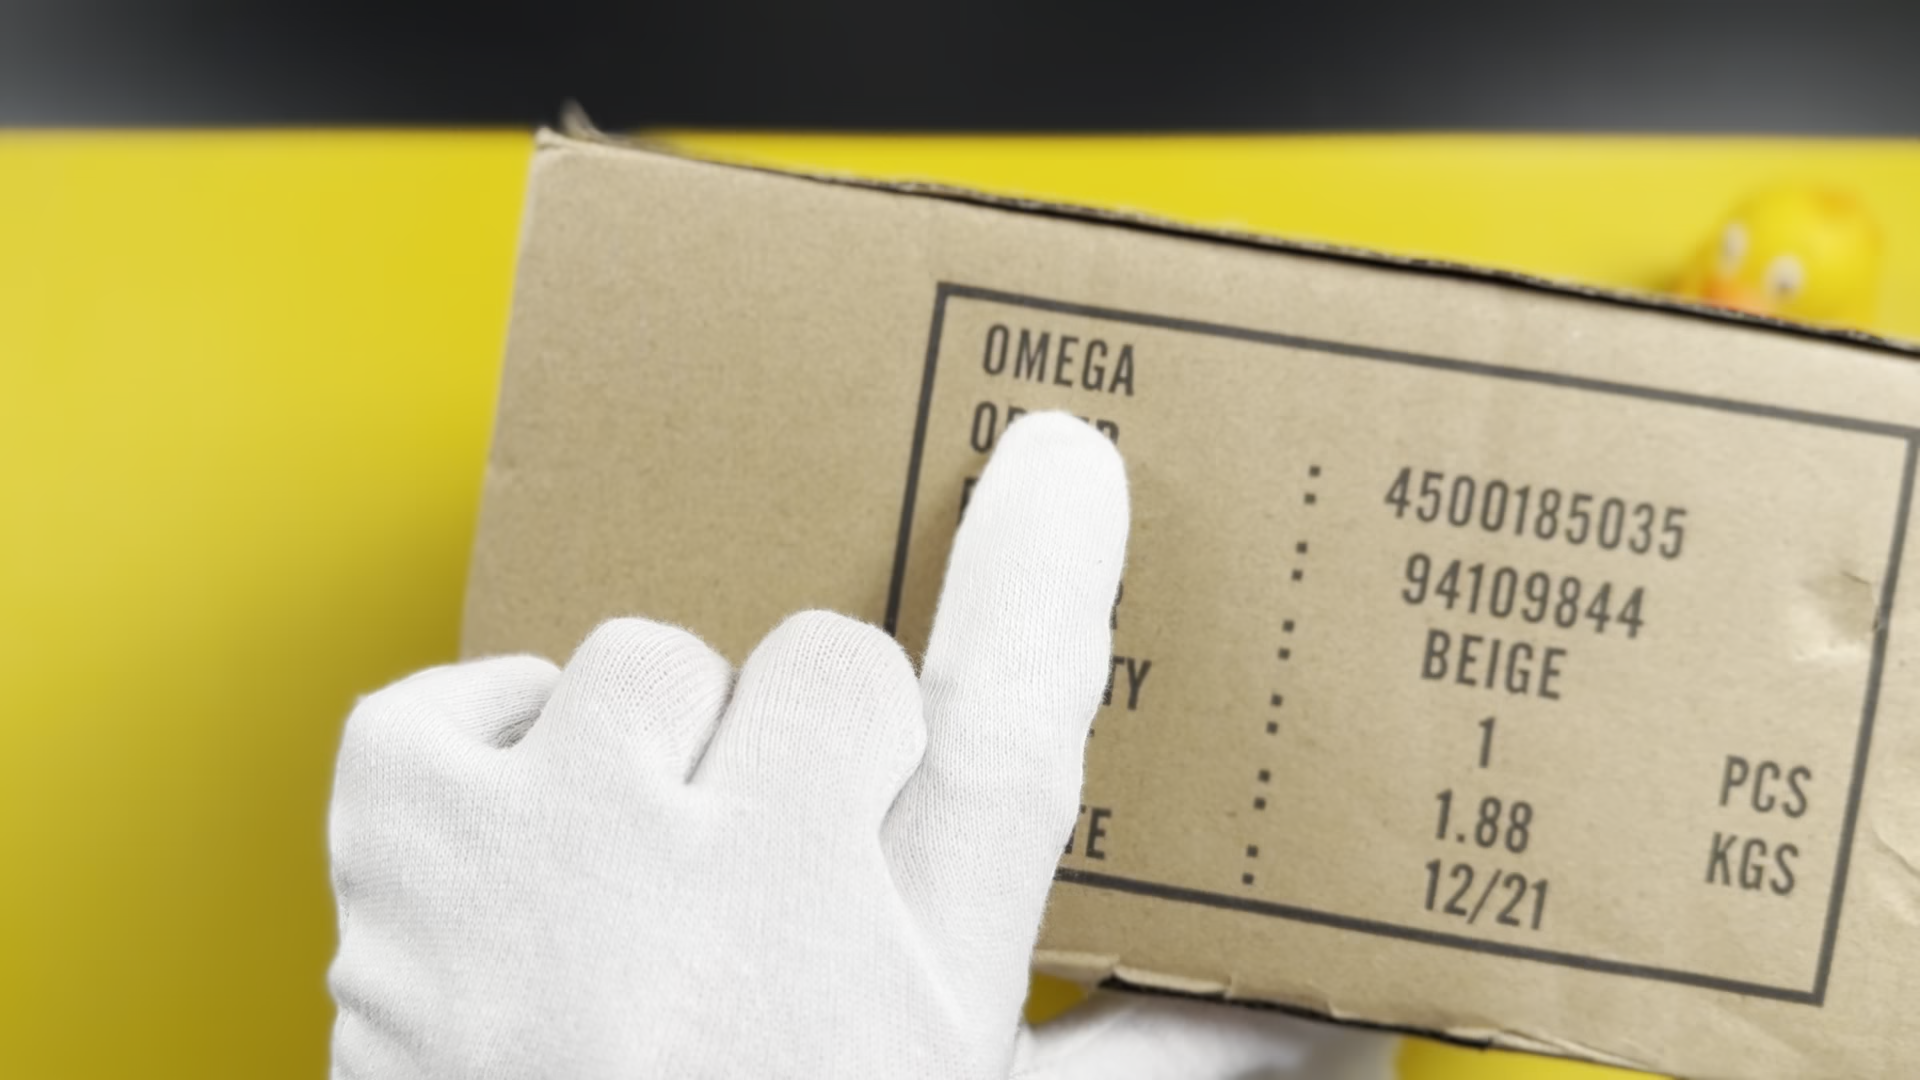 OMEGA
: 4500185035
: 94109844
: BEIGE
: 1 PCS
: 1.88 KGS
: 12/21